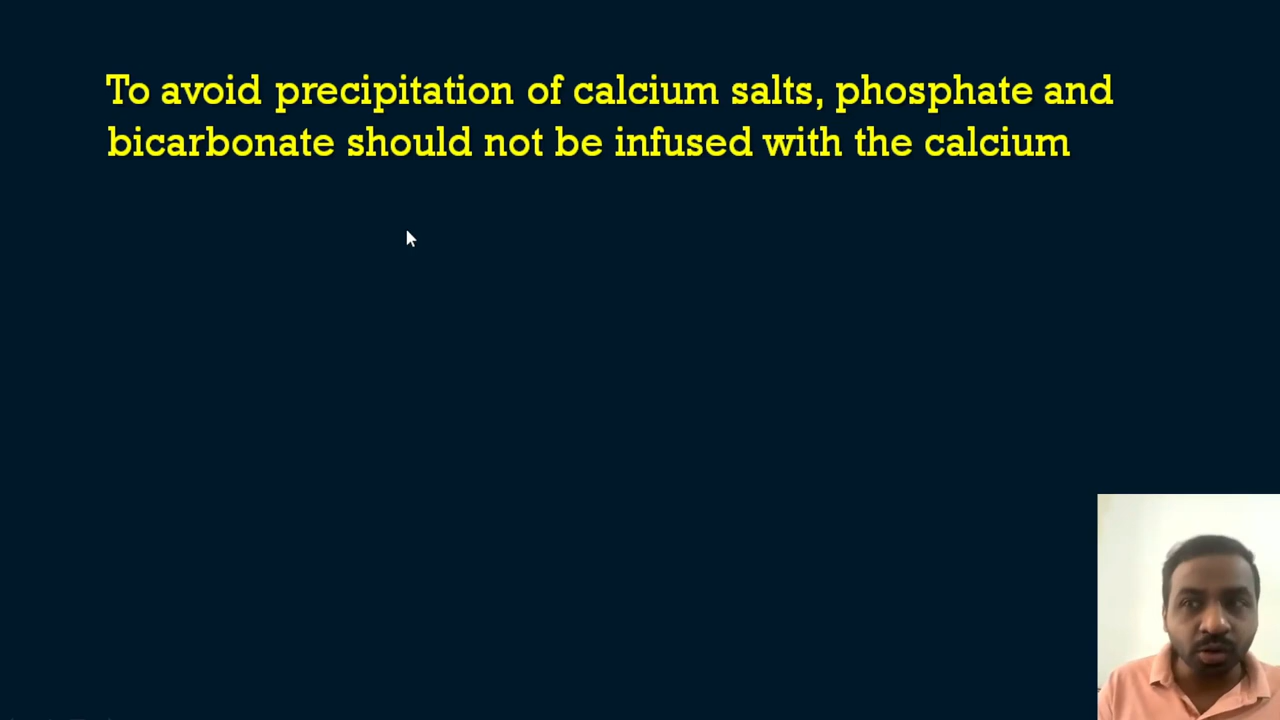 To avoid precipitation of calcium salts, phosphate and
bicarbonate should not be infused with the calcium